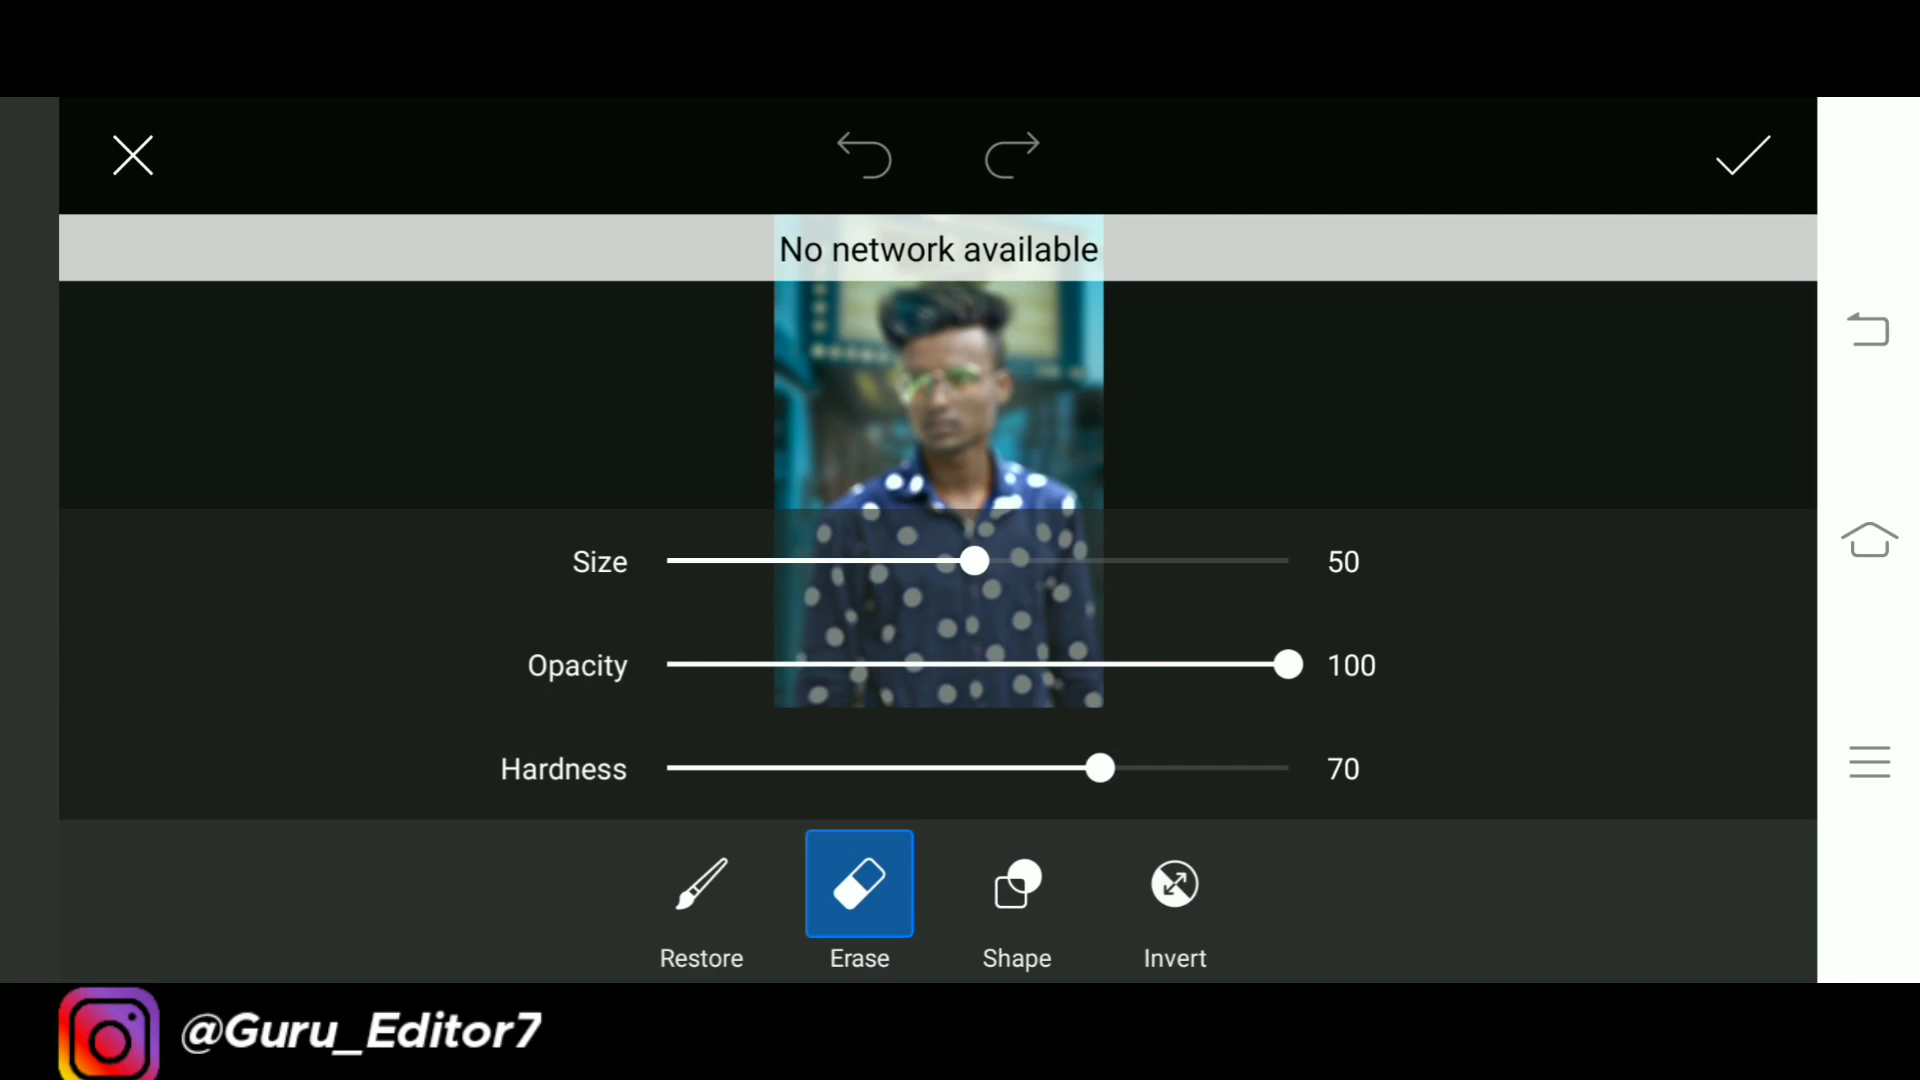 No network available
Size 50
Opacity 100
Hardness 70
Restore Erase Shape Invert
@Guru_Editor7